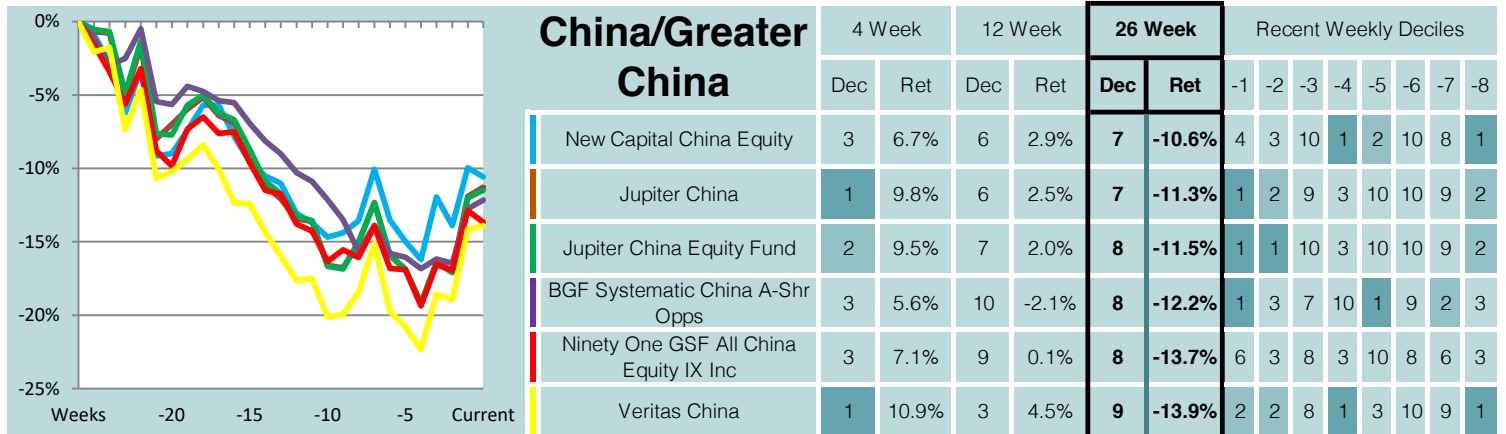 0%
-5%
-10%
-15%
-20%
-25%
Weeks -20 -15 -10 -5 Current
China/Greater China
4 Week 12 Week 26 Week Recent Weekly Deciles
Dec Ret Dec Ret Dec Ret -1 -2 -3 -4 -5 -6 -7 -8
New Capital China Equity 3 6.7% 6 2.9% 7 -10.6% 4 3 10 1 2 10 8 1
Jupiter China 1 9.8% 6 2.5% 7 -11.3% 1 2 9 3 10 10 9 2
Jupiter China Equity Fund 2 9.5% 7 2.0% 8 -11.5% 1 1 10 3 10 10 9 2
BGF Systematic China A-Shr
Opps 3 5.6% 10 -2.1% 8 -12.2% 1 3 7 10 1 9 2 3
Ninety One GSF All China
Equity IX Inc 3 7.1% 9 0.1% 8 -13.7% 6 3 8 3 10 8 6 3
Veritas China 1 10.9% 3 4.5% 9 -13.9% 2 2 8 1 3 10 9 1